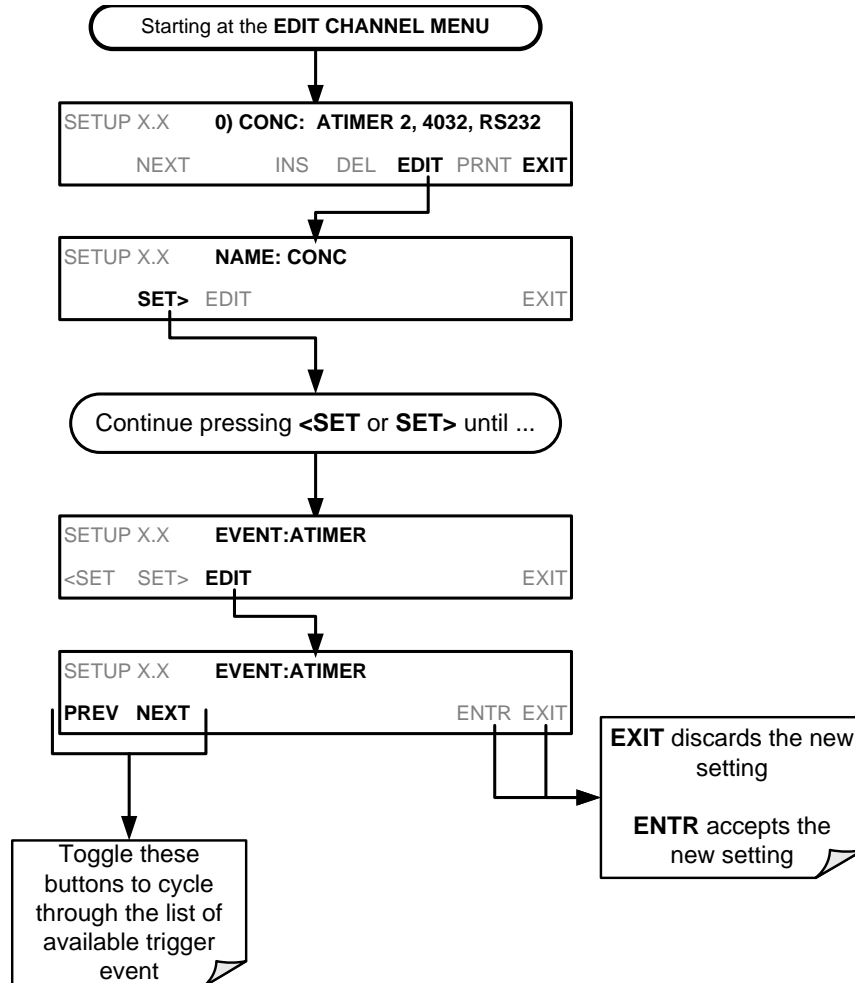 Starting at the EDIT CHANNEL MENU
SETUP X.X 0) CONC: ATIMER 2, 4032, RS232
NEXT INS DEL EDIT PRNT EXIT
SETUP X.X NAME: CONC
SET> EDIT EXIT
Continue pressing <SET or SET> until ...
SETUP X.X EVENT:ATIMER
<SET SET> EDIT EXIT
SETUP X.X EVENT:ATIMER
PREV NEXT ENTR EXIT
EXIT discards the new
setting
ENTR accepts the
new setting
Toggle these
buttons to cycle
through the list of
available trigger
event